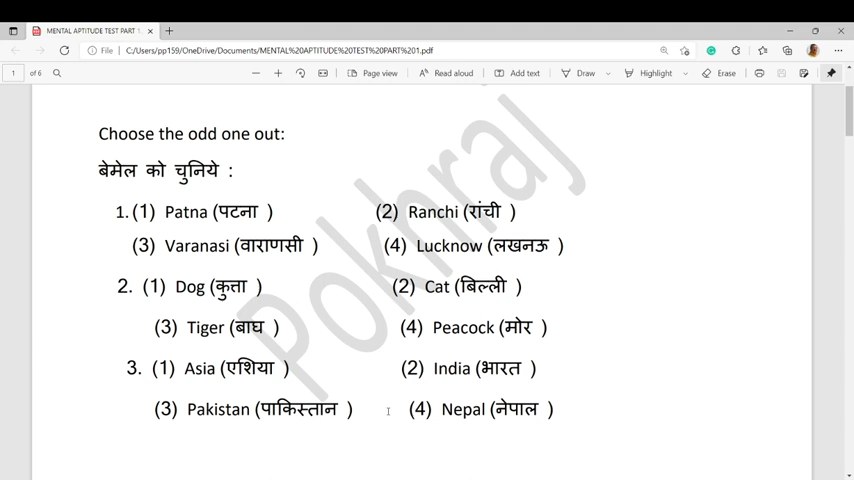 MENTAL APTITUDE TEST PART 1
File C:/Users/pp159/OneDrive/Documents/MENTAL%20APTITUDE%20TEST%20PART%201.pdf
1 of 6 Page view Read aloud Add text Draw Highlight Erase
Choose the odd one out:
बेमेल को चुनिये :
1. (1) Patna (पटना ) (2) Ranchi (रांची )
(3) Varanasi (वाराणसी ) (4) Lucknow (लखनऊ )
2. (1) Dog (कुत्ता ) (2) Cat (बिल्ली )
(3) Tiger (बाघ ) (4) Peacock (मोर )
3. (1) Asia (एशिया ) (2) India (भारत )
(3) Pakistan (पाकिस्तान ) (4) Nepal (नेपाल )
Pokhraj